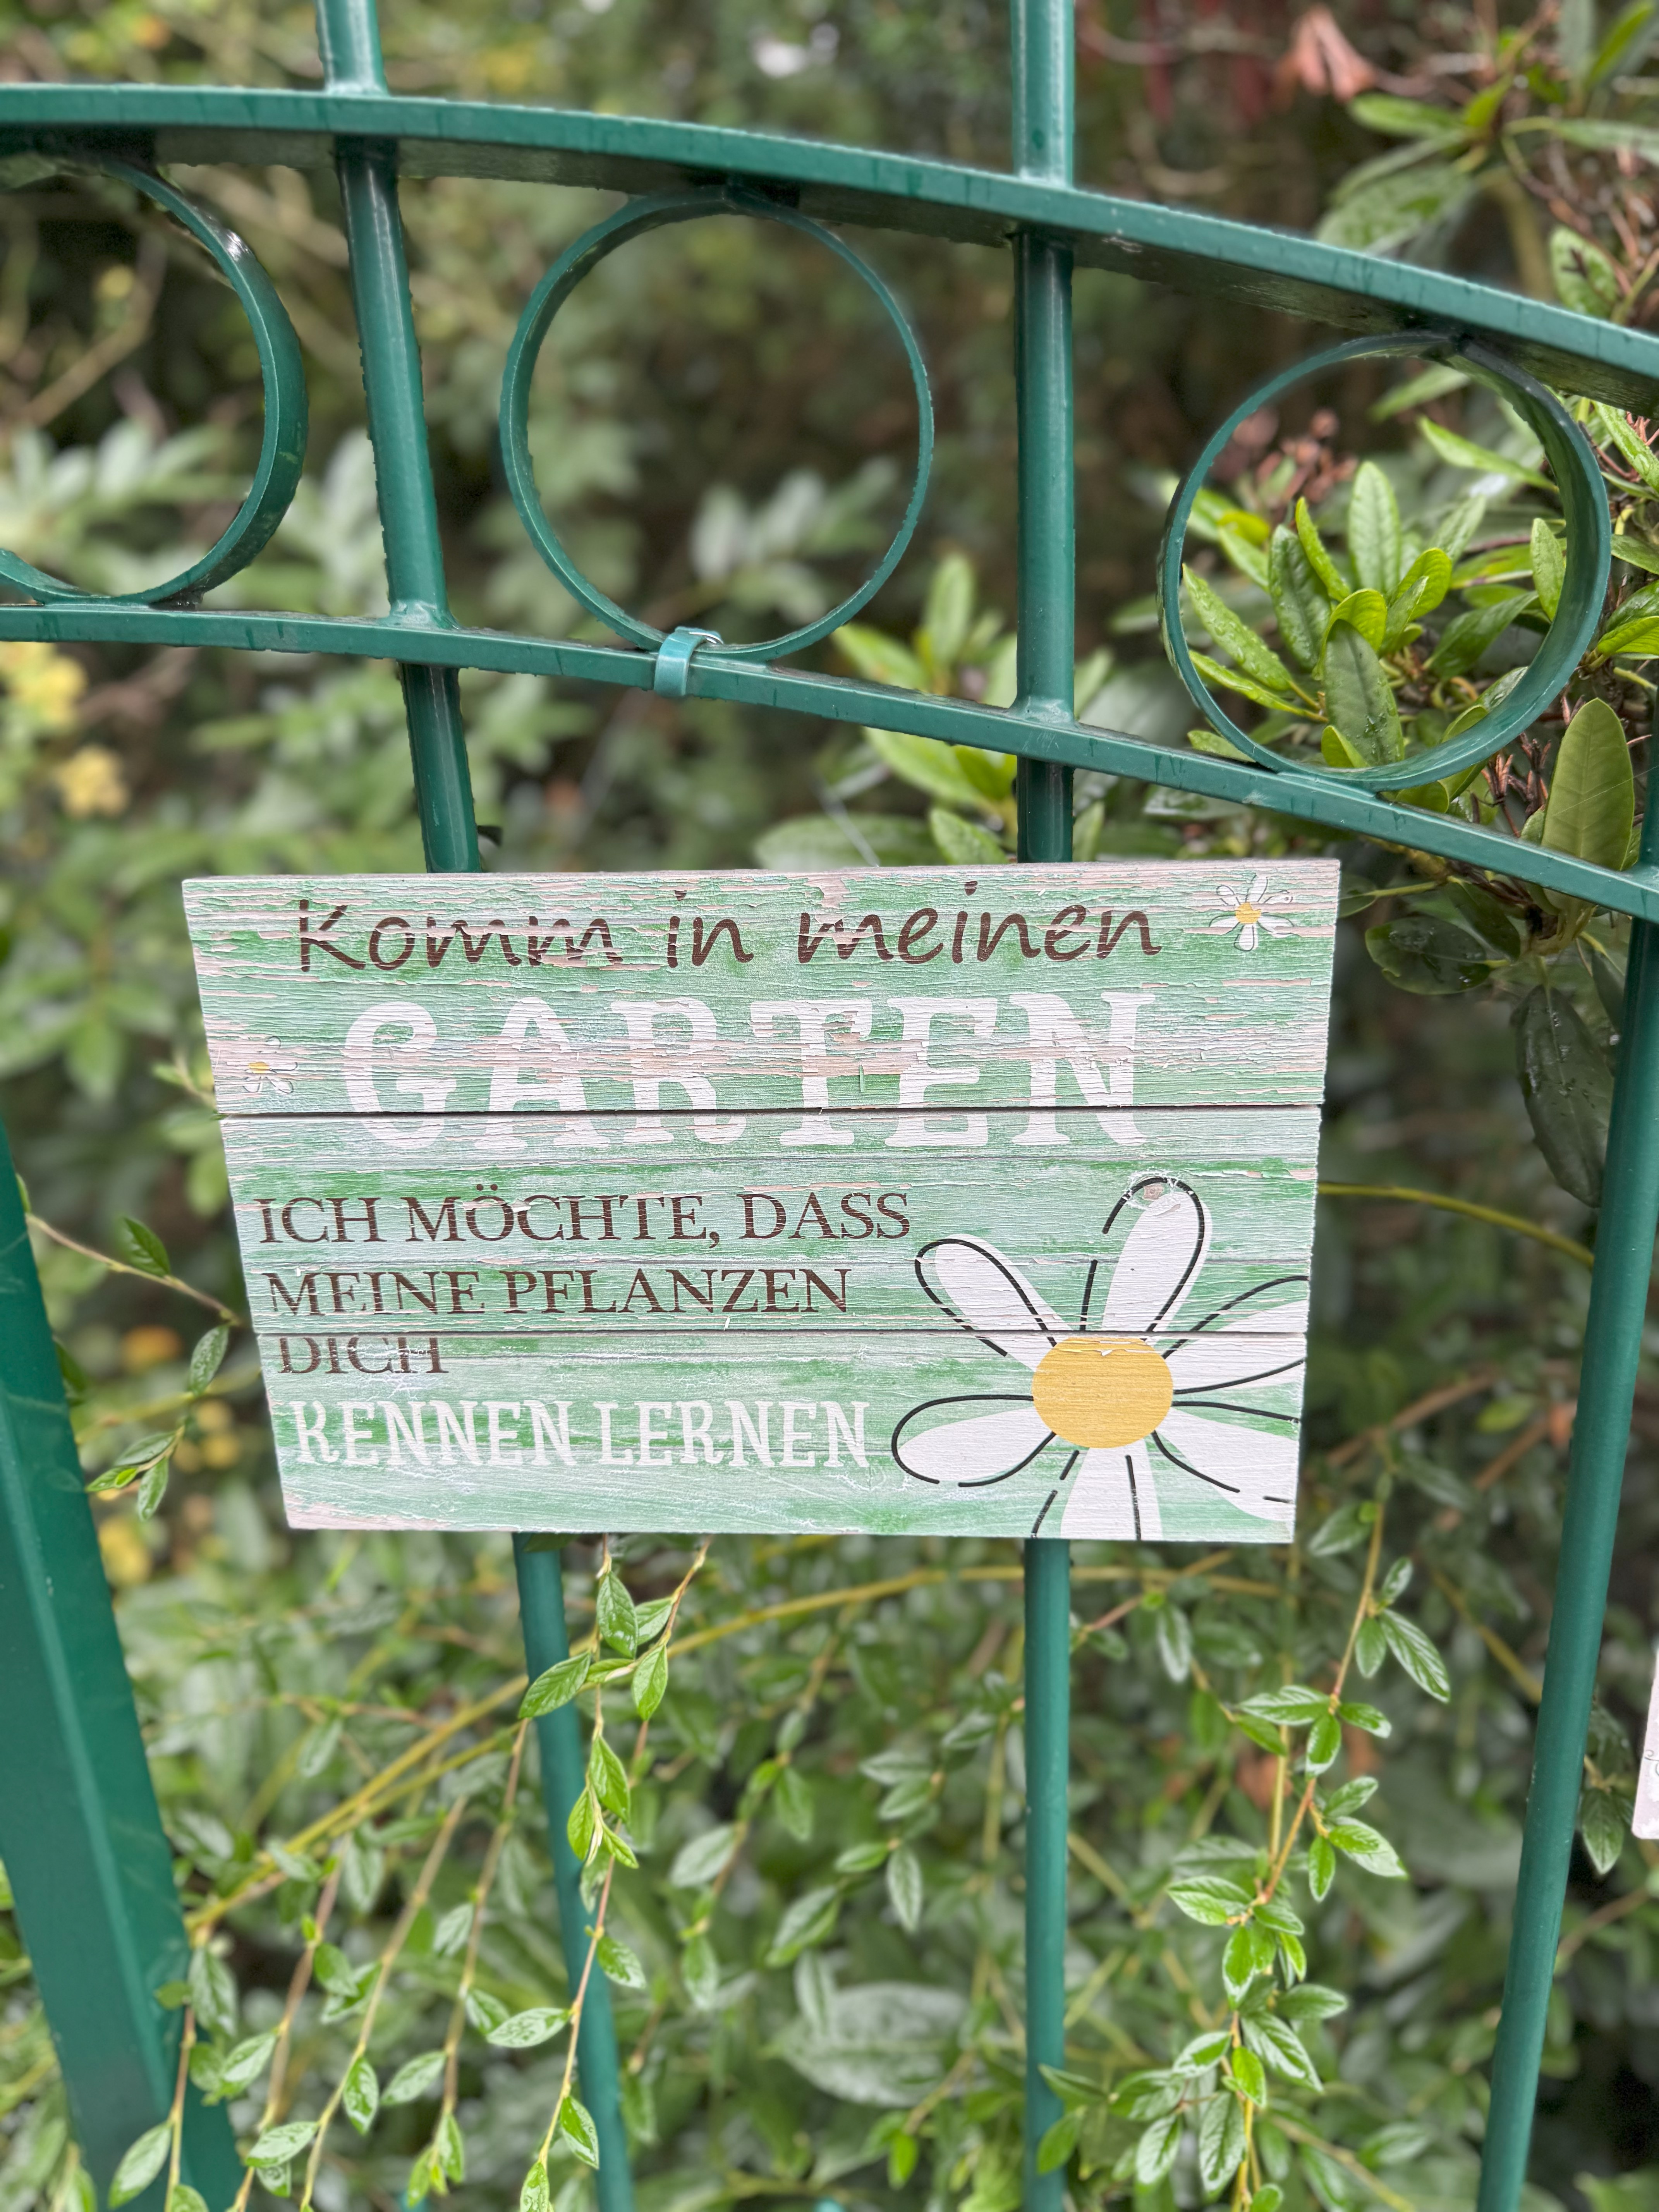 Komm in meinen
GARTEN
ICH MÖCHTE, DASS
MEINE PFLANZEN
DICH
KENNEN LERNEN